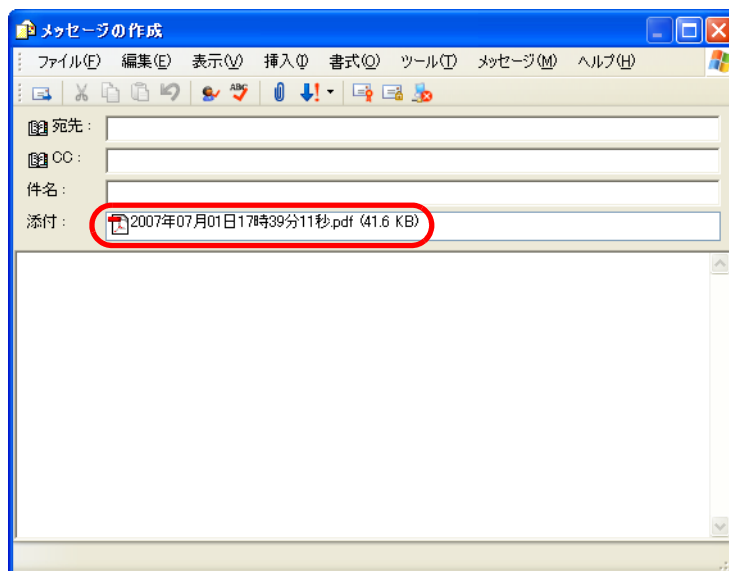 メッセージの作成
ファイル(F) 編集(E) 表示(V) 挿入(I) 書式(O) ツール(T) メッセージ(M) ヘルプ(H)
ABC
宛先：
CC：
件名：
添付： 2007年07月01日17時39分11秒.pdf (41.6 KB)